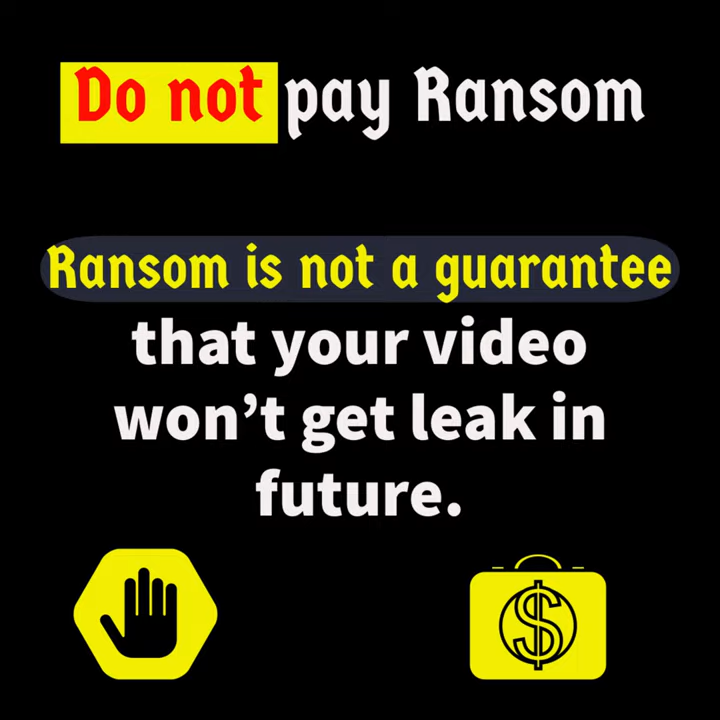 Do not pay Ransom
Ransom is not a guarantee
that your video
won't get leak in
future.
$